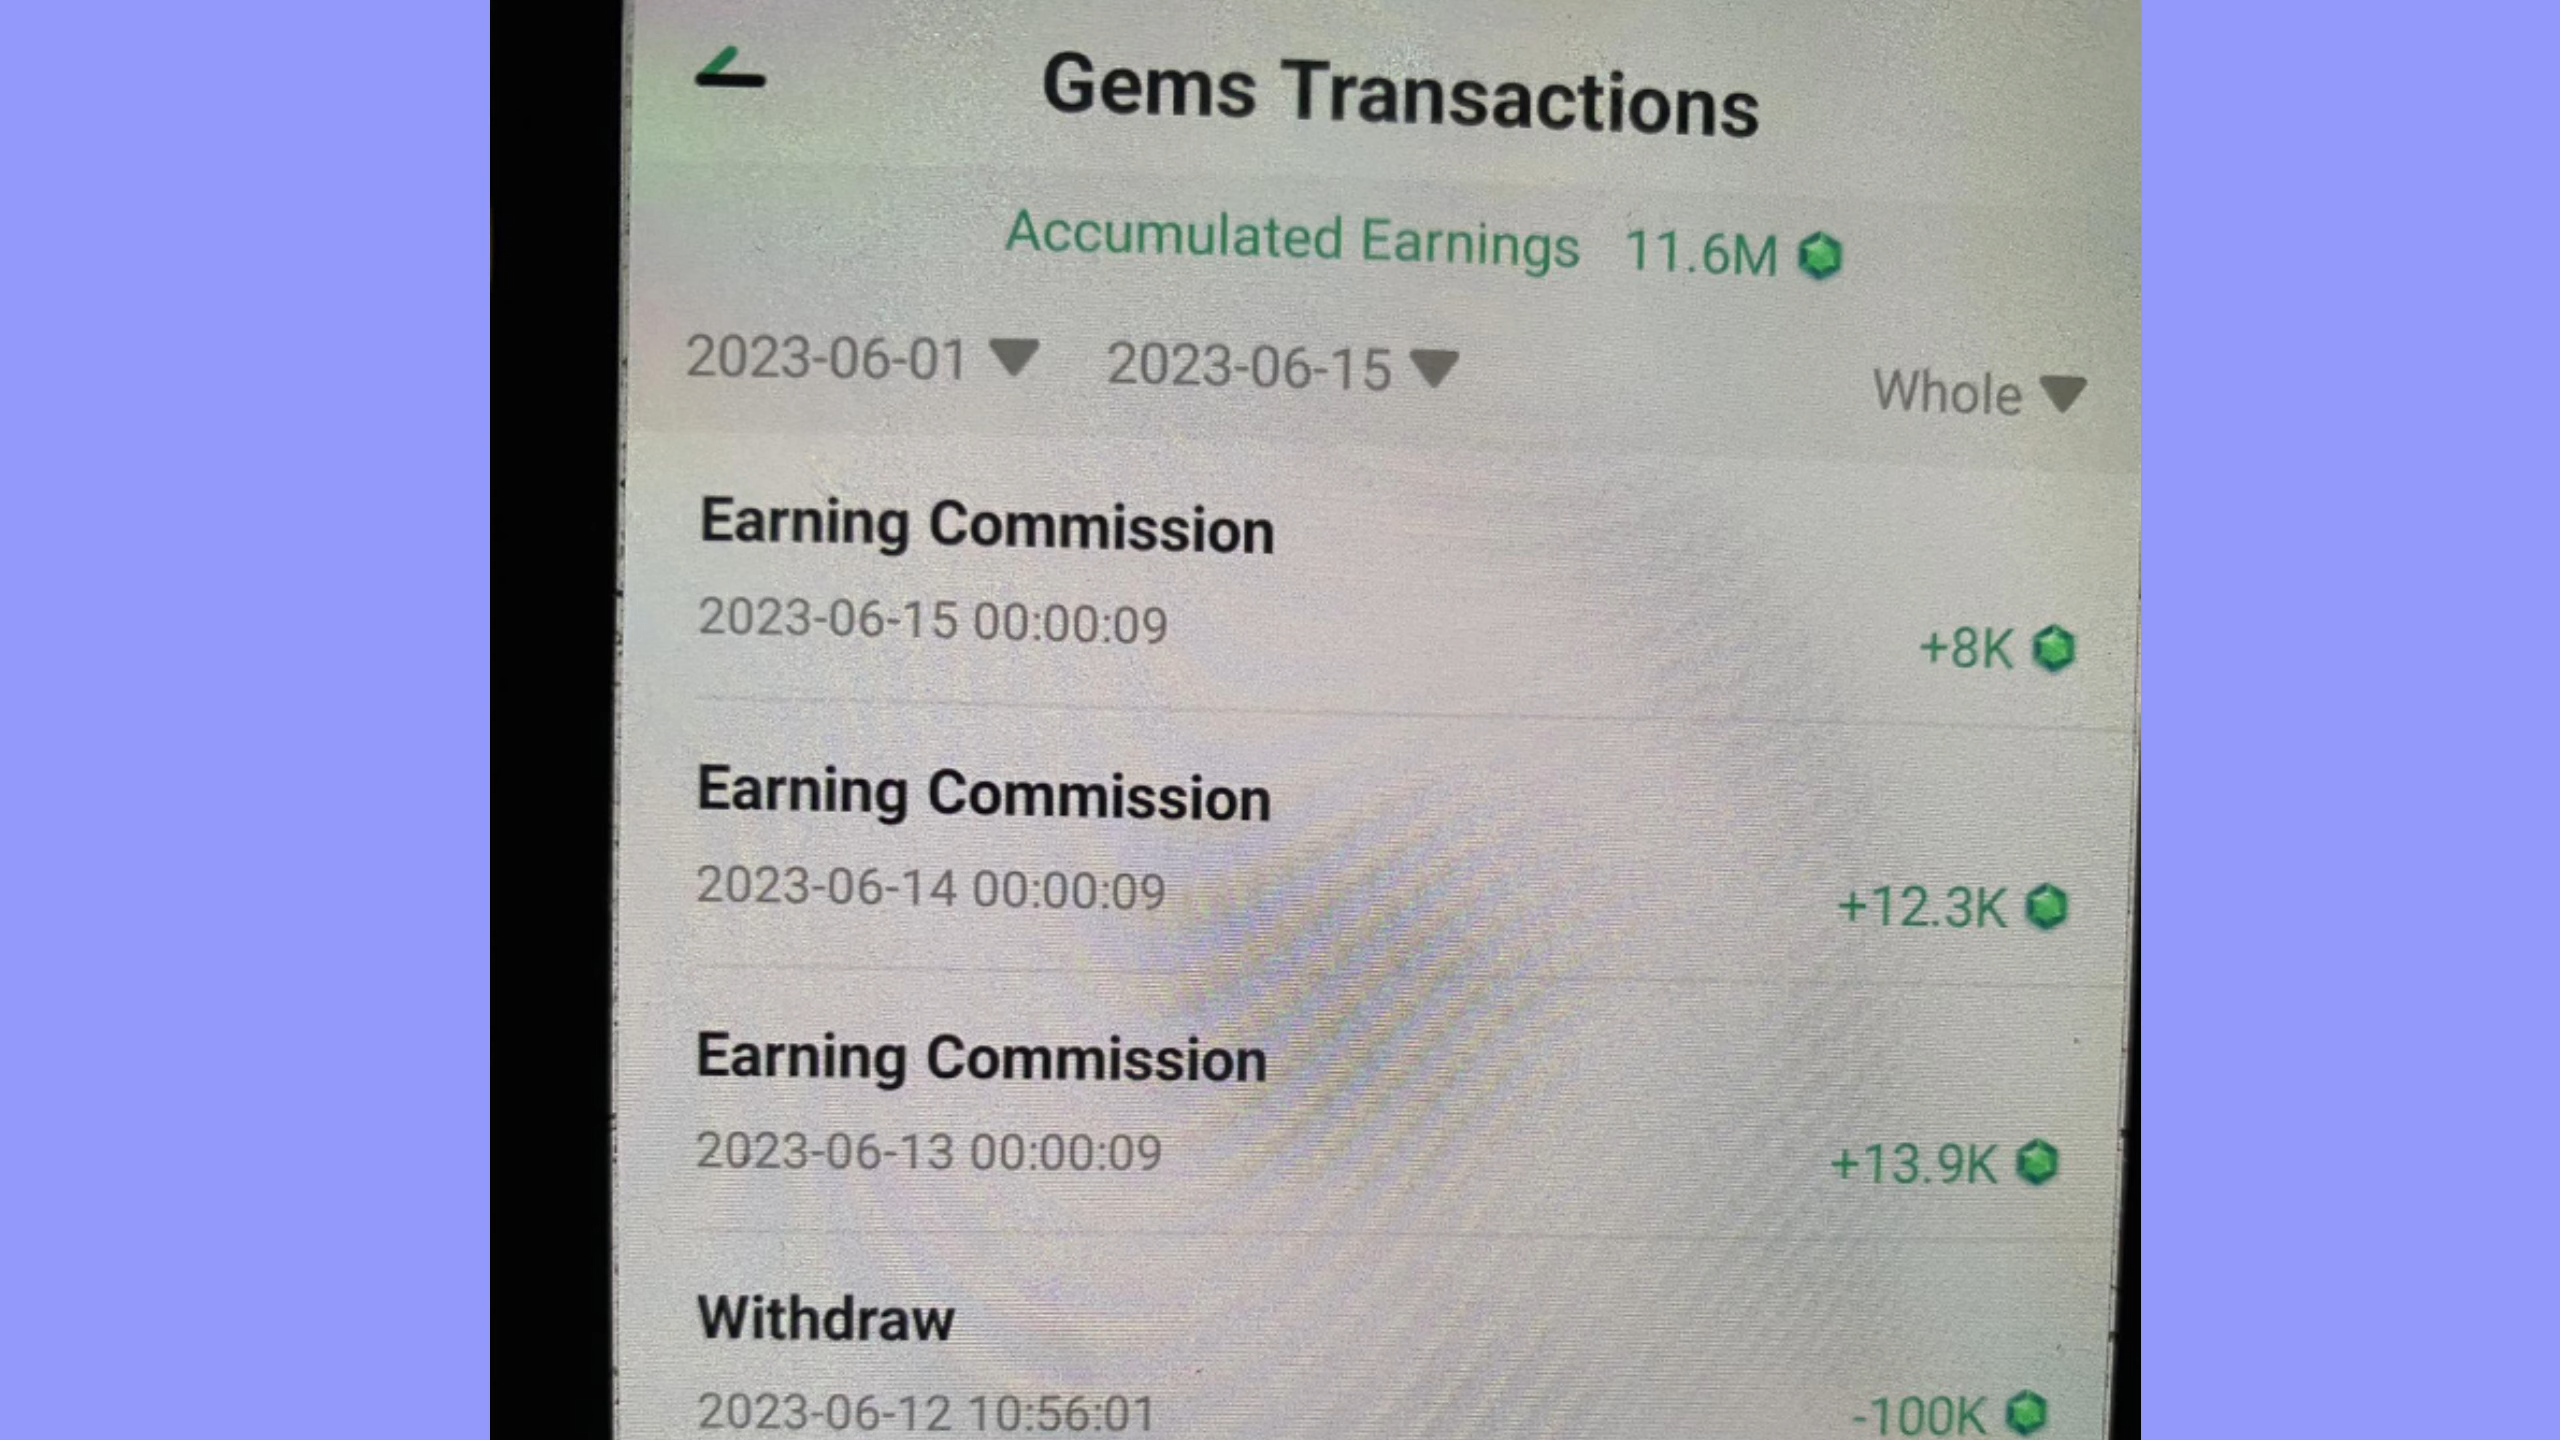 Gems Transactions
Accumulated Earnings 11.6M
2023-06-01 2023-06-15 Whole
Earning Commission
2023-06-15 00:00:09
+8K
Earning Commission
2023-06-14 00:00:09
+12.3K
Earning Commission
2023-06-13 00:00:09
+13.9K
Withdraw
2023-06-12 10:56:01
-100K